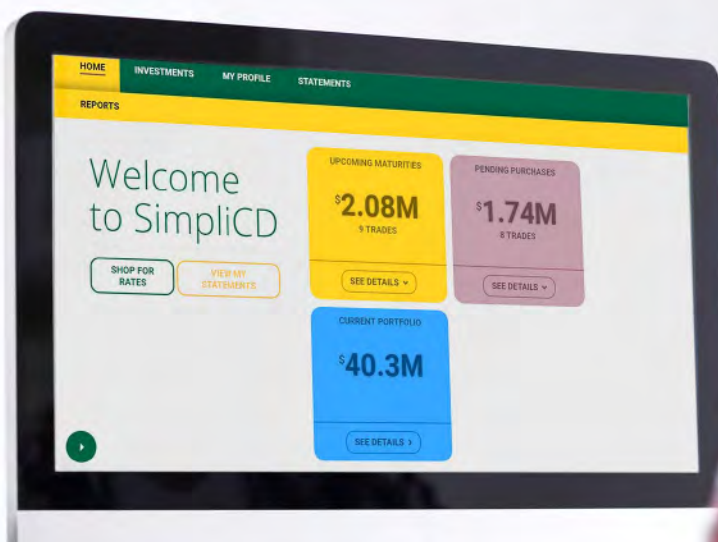 HOME
INVESTMENTS
MY PROFILE
STATEMENTS
REPORTS
Welcome
to SimpliCD
SHOP FOR
RATES
VIEW MY
STATEMENTS
UPCOMING MATURITIES
$2.08M
9 TRADES
SEE DETAILS
PENDING PURCHASES
$1.74M
8 TRADES
SEE DETAILS
CURRENT PORTFOLIO
$40.3M
SEE DETAILS